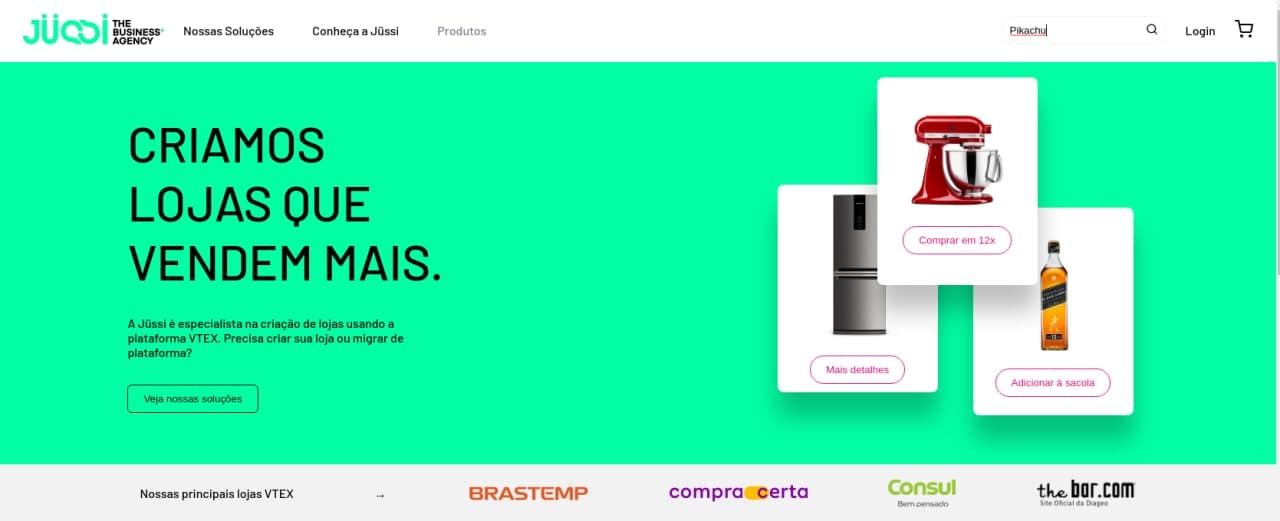 JÜSSI THE BUSINESS AGENCY
Nossas Soluções
Conheça a Jüssi
Produtos
Pikachu
Login
CRIAMOS
LOJAS QUE
VENDEM MAIS.
A Jüssi é especialista na criação de lojas usando a
plataforma VTEX. Precisa criar sua loja ou migrar de
plataforma?
Veja nossas soluções
Comprar em 12x
Mais detalhes
Adicionar à sacola
Nossas principais lojas VTEX →
BRASTEMP
compra certa
Consul
Bem pensado
the bar.com
Site Oficial da Diageo